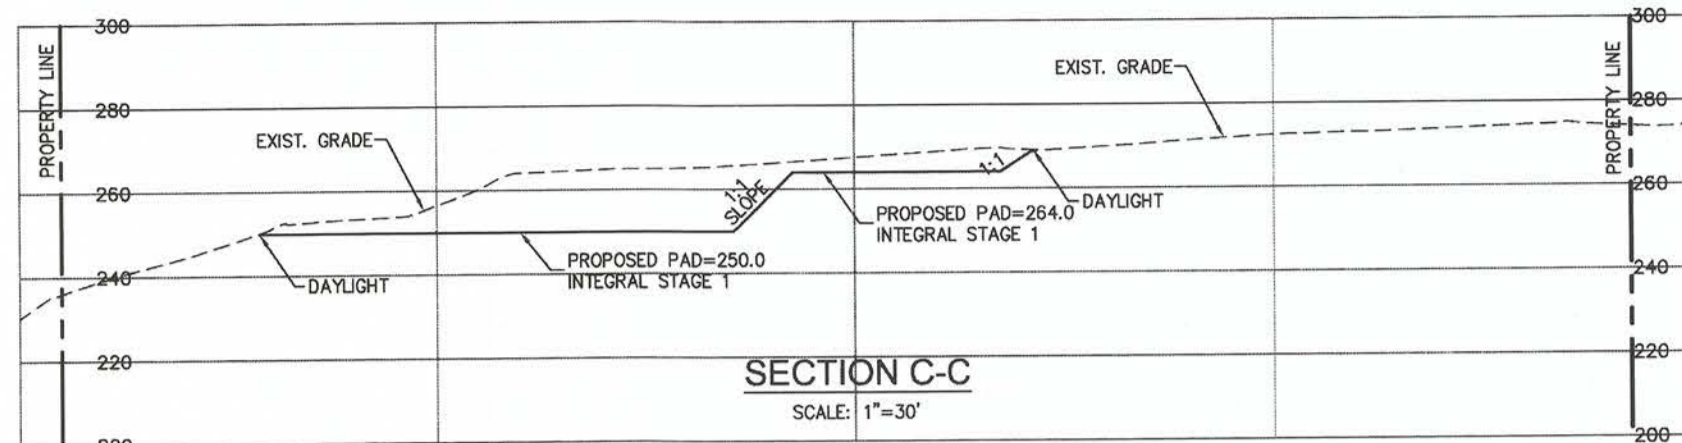 300
300
PROPERTY LINE
PROPERTY LINE
EXIST. GRADE
280
280
EXIST. GRADE
1:1
260
1:1
SLOPE
260
DAYLIGHT
PROPOSED PAD=264.0
INTEGRAL STAGE 1
PROPOSED PAD=250.0
INTEGRAL STAGE 1
240
240
DAYLIGHT
220
220
SECTION C-C
SCALE: 1"=30'
200